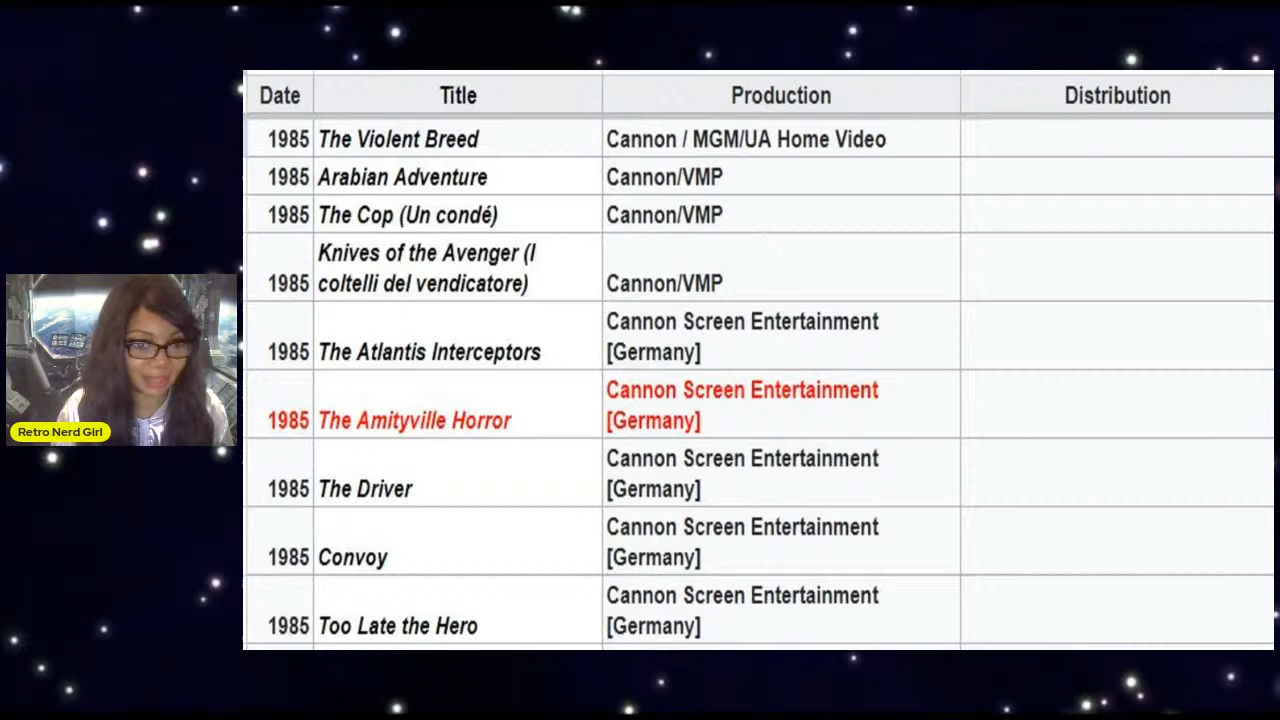 Date Title Production Distribution
1985 The Violent Breed Cannon / MGM/UA Home Video
1985 Arabian Adventure Cannon/VMP
1985 The Cop (Un condé) Cannon/VMP
Knives of the Avenger (I
1985 coltelli del vendicatore) Cannon/VMP
Cannon Screen Entertainment
1985 The Atlantis Interceptors [Germany]
Cannon Screen Entertainment
1985 The Amityville Horror [Germany]
Cannon Screen Entertainment
1985 The Driver [Germany]
Cannon Screen Entertainment
1985 Convoy [Germany]
Cannon Screen Entertainment
1985 Too Late the Hero [Germany]
Retro Nerd Girl